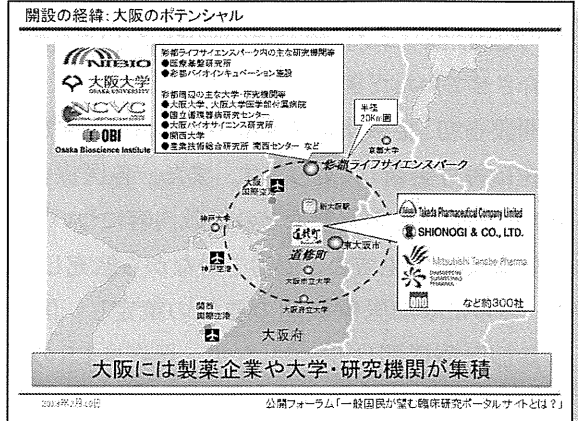 開設の経緯：大阪のポテンシャル
NIBIO
大阪大学
OSAKA UNIVERSITY
NCVC
OBI
Osaka Bioscience Institute
彩都ライフサイエンスパーク内の主な研究機関等
●医療基盤研究所
●彩都バイオインキュベーション施設
彩都周辺の主な大学・研究機関等
●大阪大学、大阪大学医学部付属病院
●国立循環器病研究センター
●大阪バイオサイエンス研究所
●関西大学
●産業技術総合研究所 関西センター など
半径
20Km圏
京都大学
彩都ライフサイエンスパーク
大阪
国際空港
新大阪駅
神戸大学
道修町
道修町
東大阪市
神戸空港
大阪市立大学
大阪府立大学
関西
国際空港
大阪府
Takeda Pharmaceutical Company Limited
SHIONOGI & CO., LTD.
Mitsubishi Tanabe Pharma
など約300社
大阪には製薬企業や大学・研究機関が集積
公開フォーラム「一般国民が望む臨床研究ポータルサイトとは？」